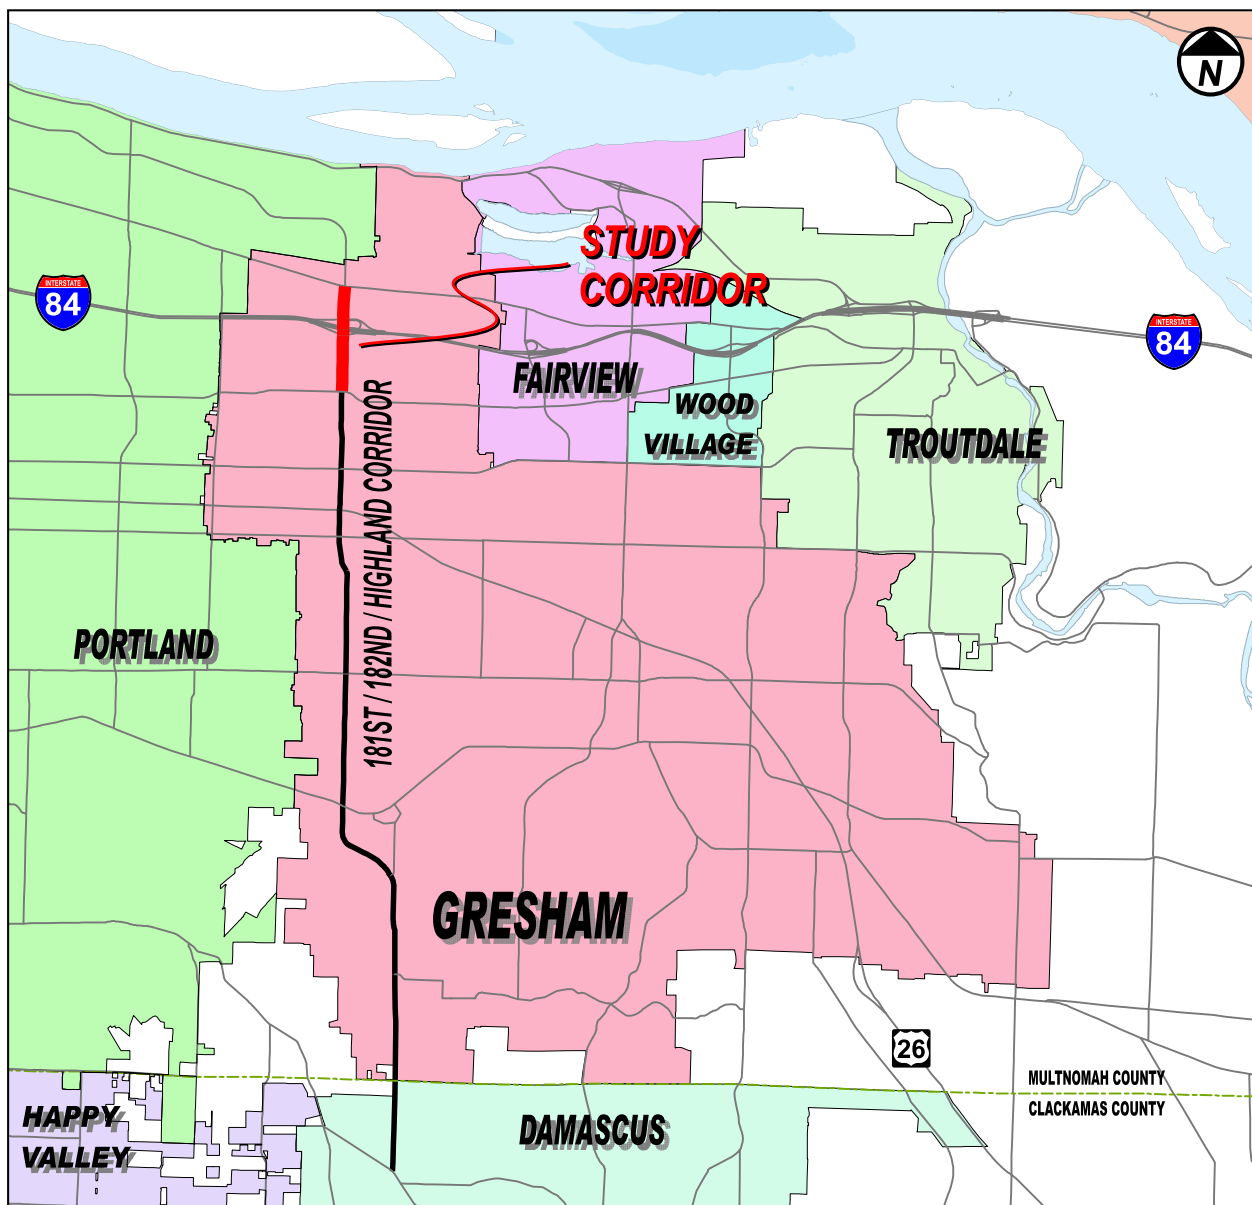 N
STUDY
CORRIDOR
INTERSTATE
84
INTERSTATE
84
FAIRVIEW
WOOD
VILLAGE
TROUTDALE
181ST / 182ND / HIGHLAND CORRIDOR
PORTLAND
GRESHAM
26
MULTNOMAH COUNTY
CLACKAMAS COUNTY
HAPPY
VALLEY
DAMASCUS